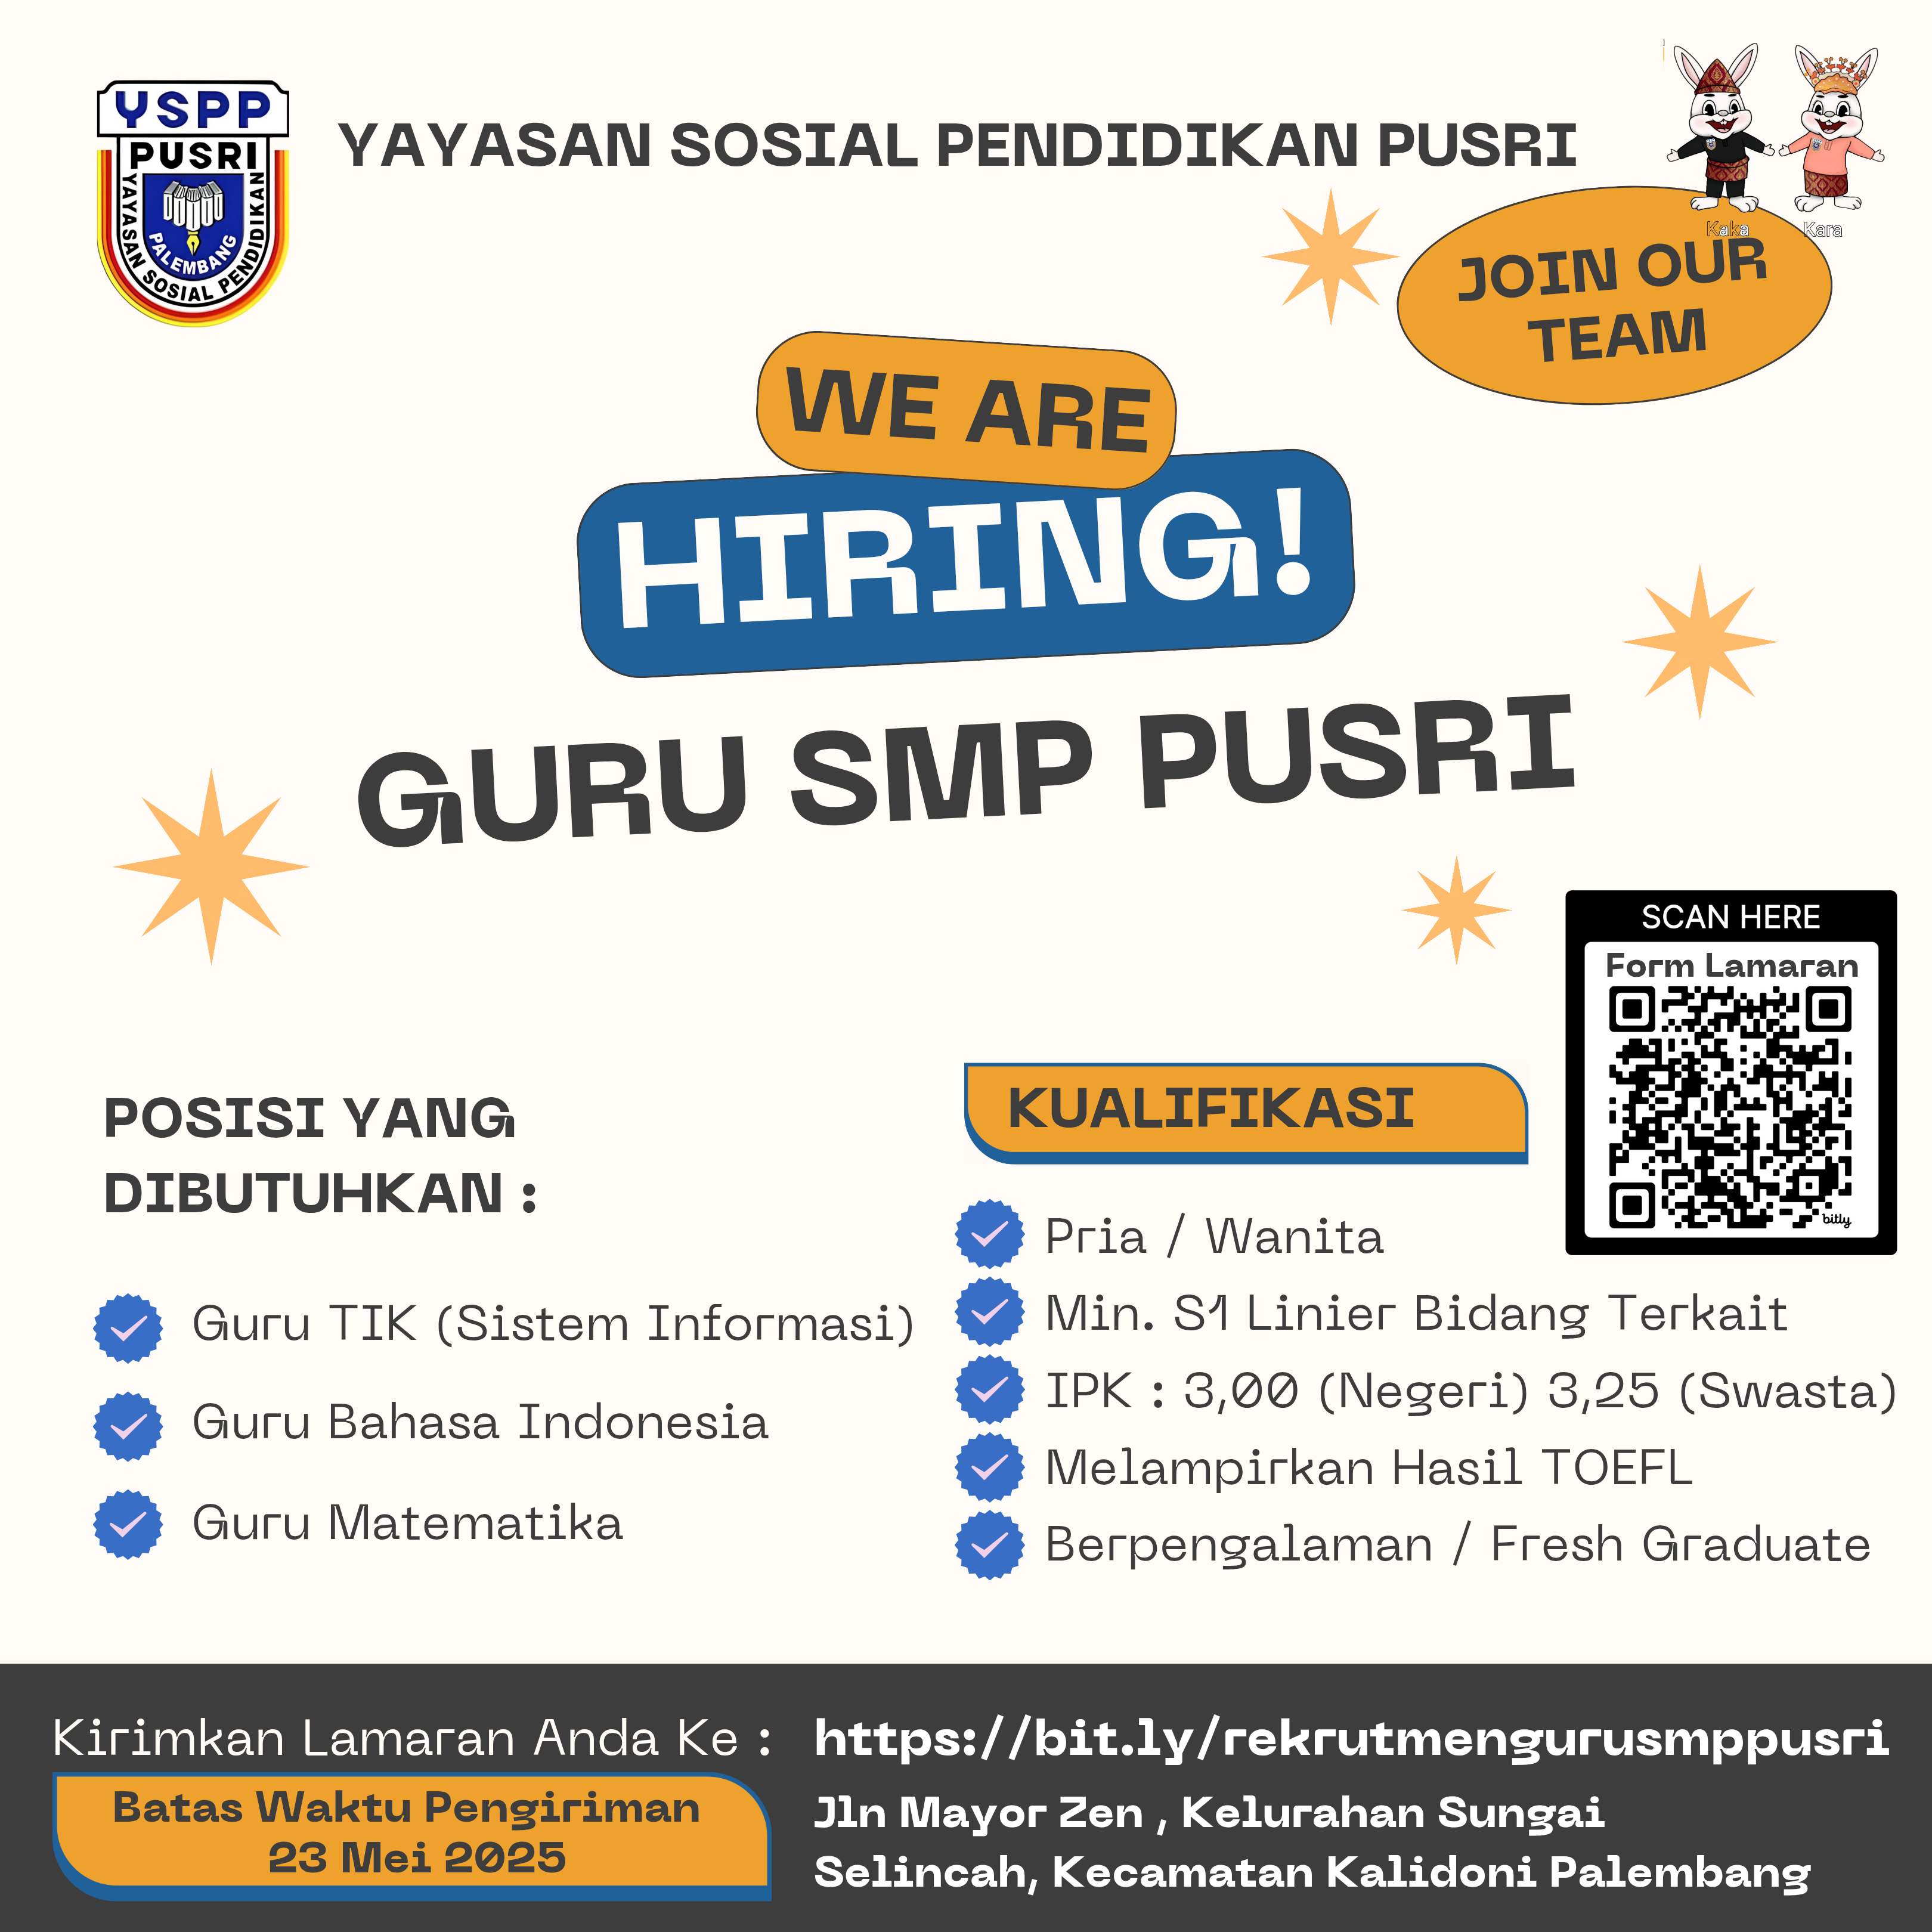 YSPP
PUSRI
YAYASAN SOSIAL PENDIDIKAN
PALEMBANG
YAYASAN SOSIAL PENDIDIKAN PUSRI
Kaka
Kara
JOIN OUR
TEAM
WE ARE
HIRING!
GURU SMP PUSRI
SCAN HERE
Form Lamaran
bitly
POSISI YANG
DIBUTUHKAN :
Guru TIK (Sistem Informasi)
Guru Bahasa Indonesia
Guru Matematika
KUALIFIKASI
Pria / Wanita
Min. S1 Linier Bidang Terkait
IPK : 3,00 (Negeri) 3,25 (Swasta)
Melampirkan Hasil TOEFL
Berpengalaman / Fresh Graduate
Kirimkan Lamaran Anda Ke :
https://bit.ly/rekrutmengurusmppusri
Batas Waktu Pengiriman
23 Mei 2025
Jln Mayor Zen , Kelurahan Sungai
Selincah, Kecamatan Kalidoni Palembang